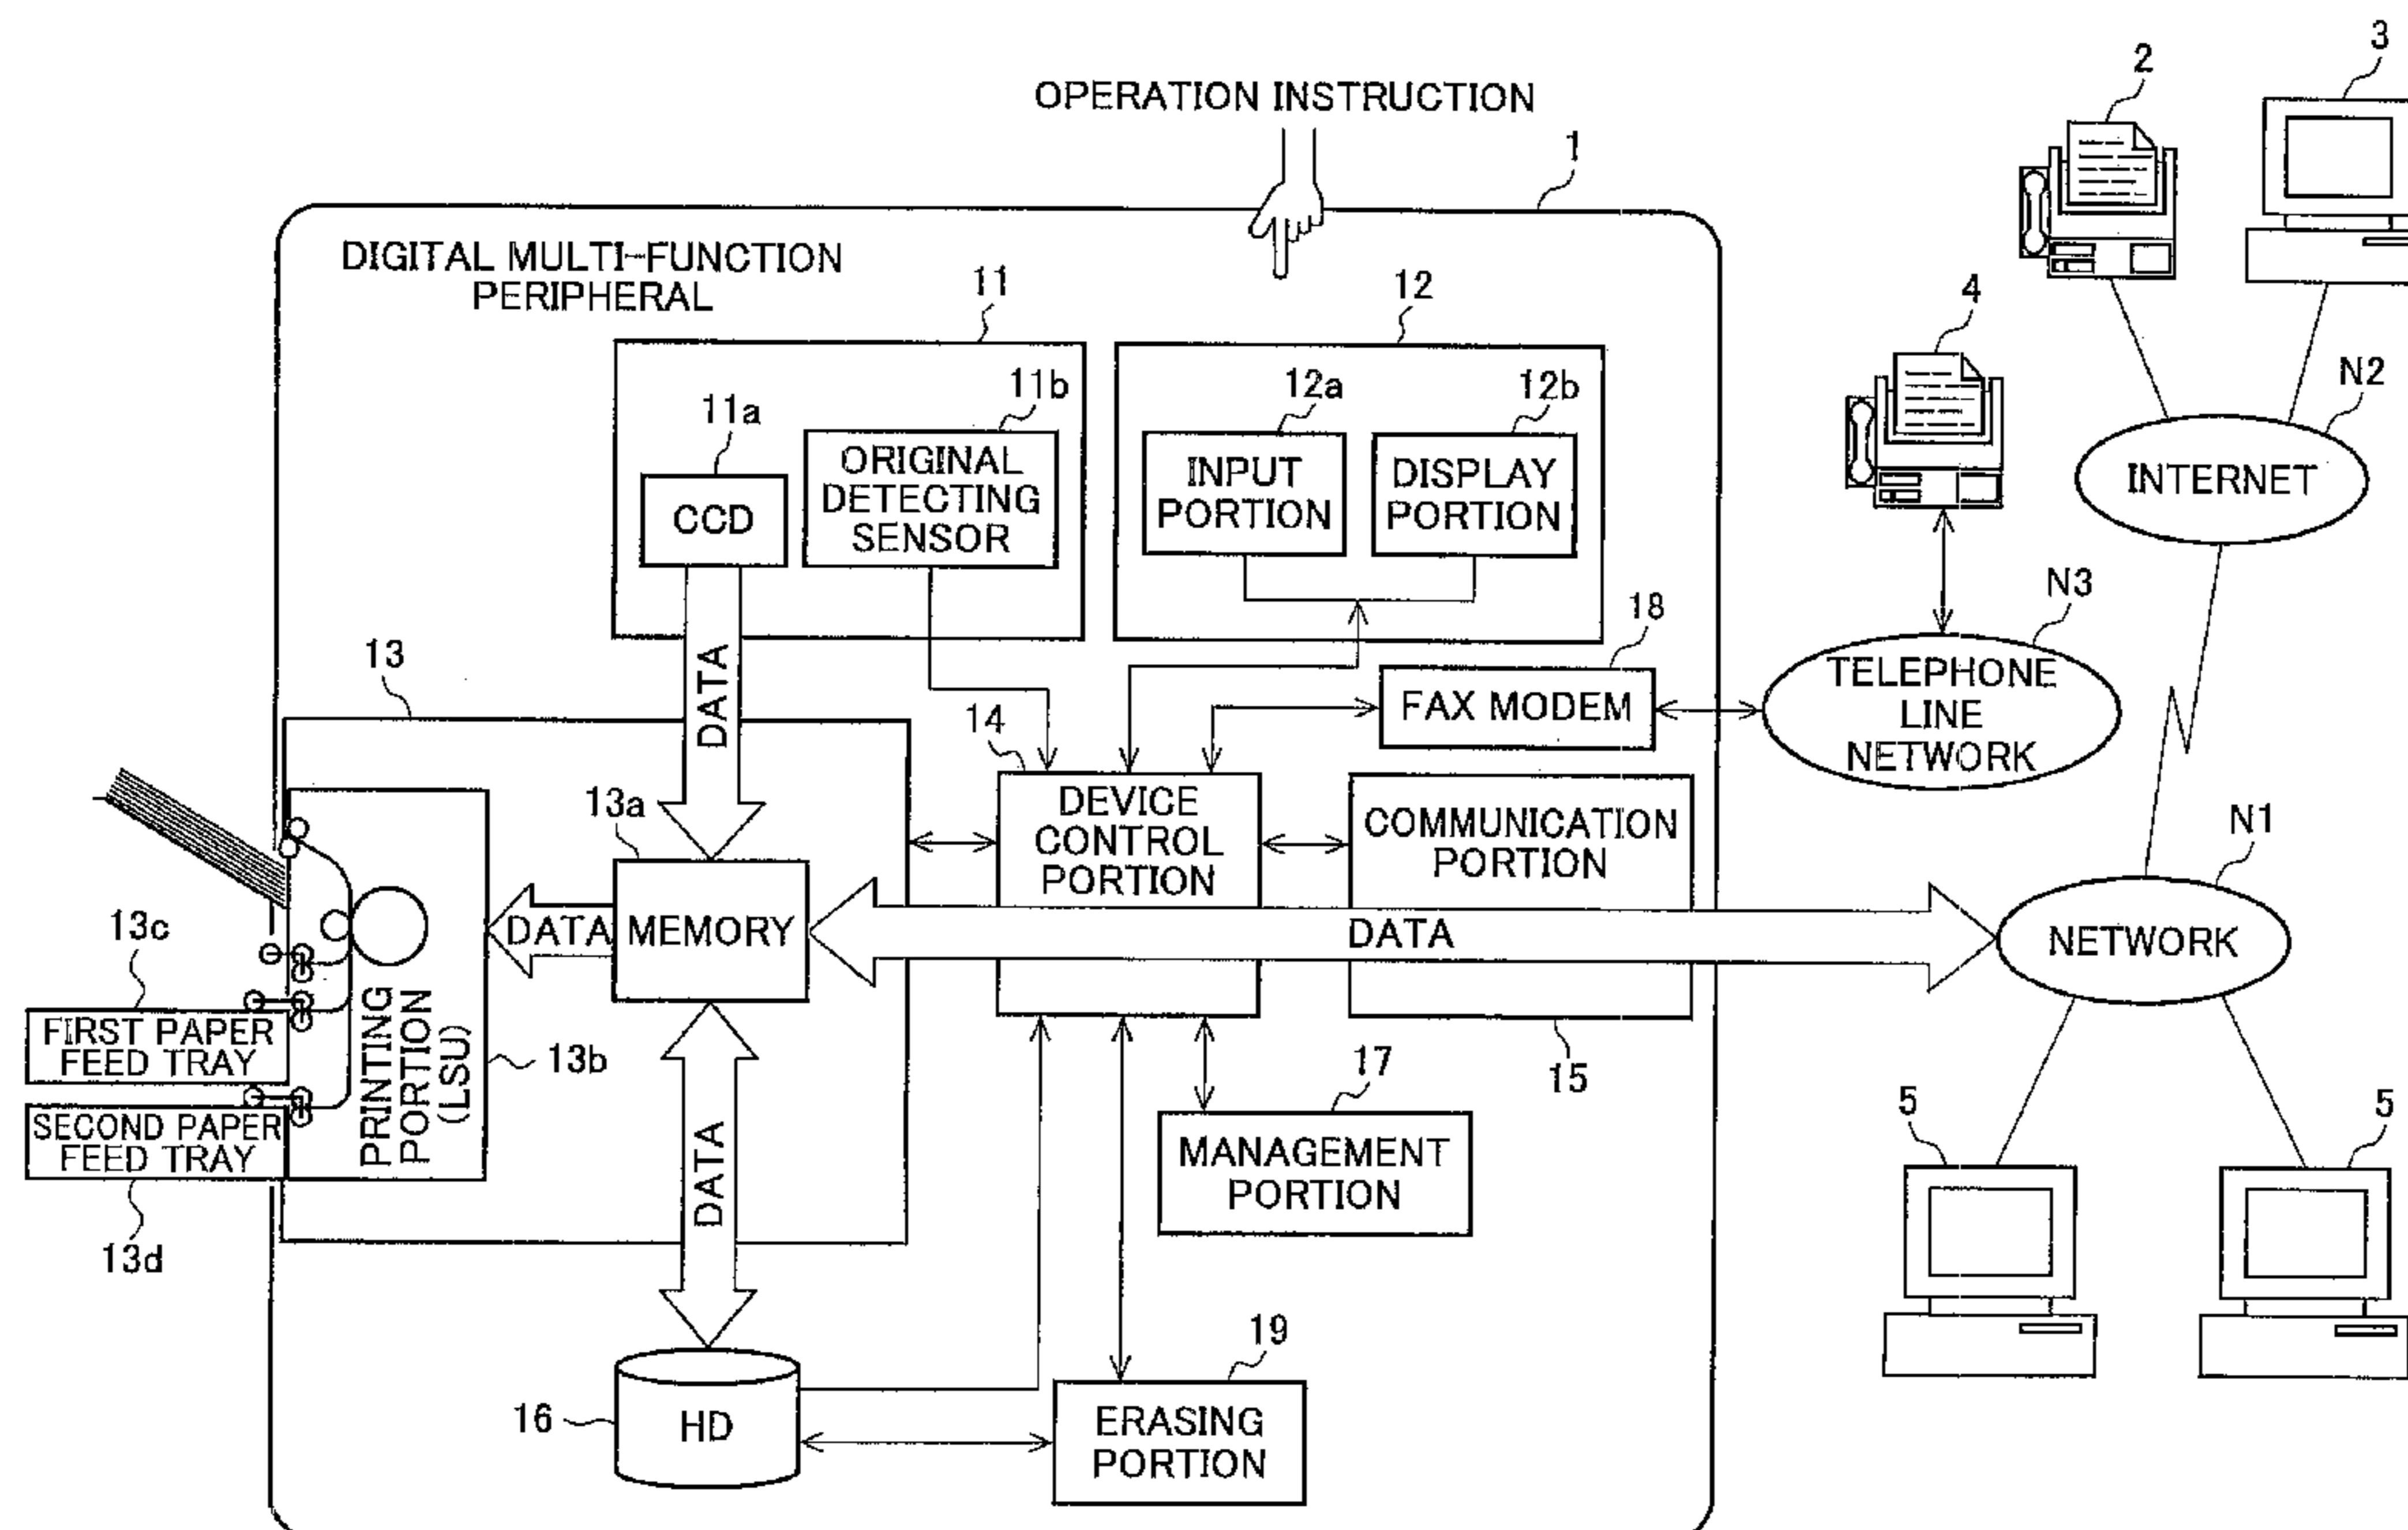 OPERATION INSTRUCTION
1
2
3
DIGITAL MULTI-FUNCTION
PERIPHERAL
11
12
4
11a
11b
12a
12b
N2
CCD
ORIGINAL
DETECTING
SENSOR
INPUT
PORTION
DISPLAY
PORTION
INTERNET
DATA
18
N3
13
FAX MODEM
TELEPHONE
LINE
NETWORK
14
13a
DEVICE
CONTROL
PORTION
COMMUNICATION
PORTION
N1
DATA
MEMORY
DATA
NETWORK
13c
FIRST PAPER
FEED TRAY
PRINTING
PORTION
(LSU)
13b
SECOND PAPER
FEED TRAY
13d
DATA
17
15
MANAGEMENT
PORTION
5
5
16
HD
19
ERASING
PORTION